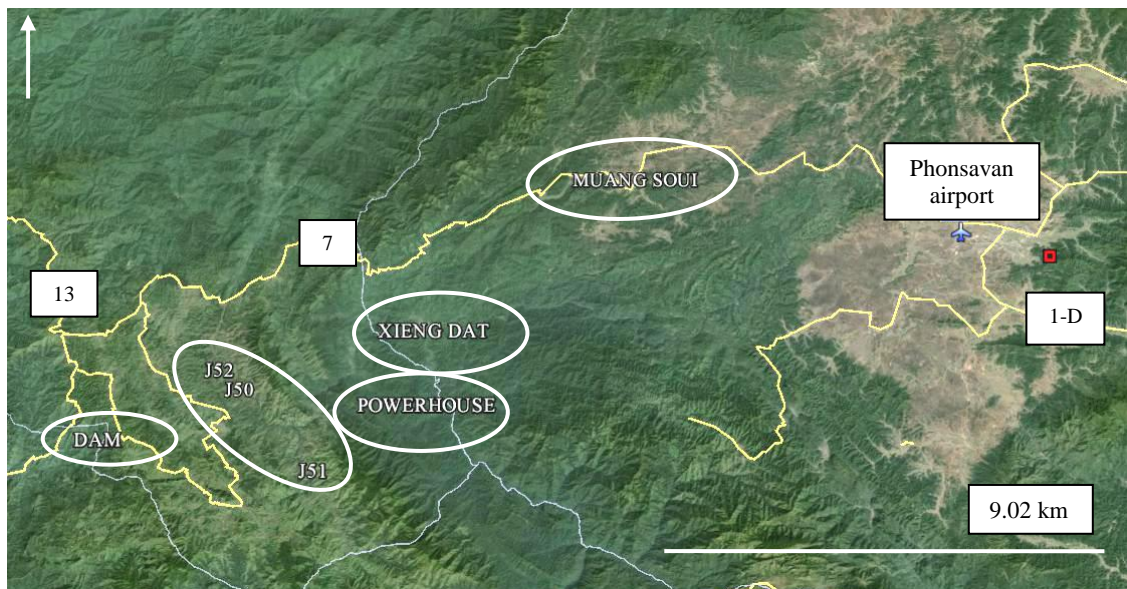 MUANG SOUI
Phonsavan
airport
7
13
1-D
XIENG DAT
J52
J50
POWERHOUSE
DAM
J51
9.02 km